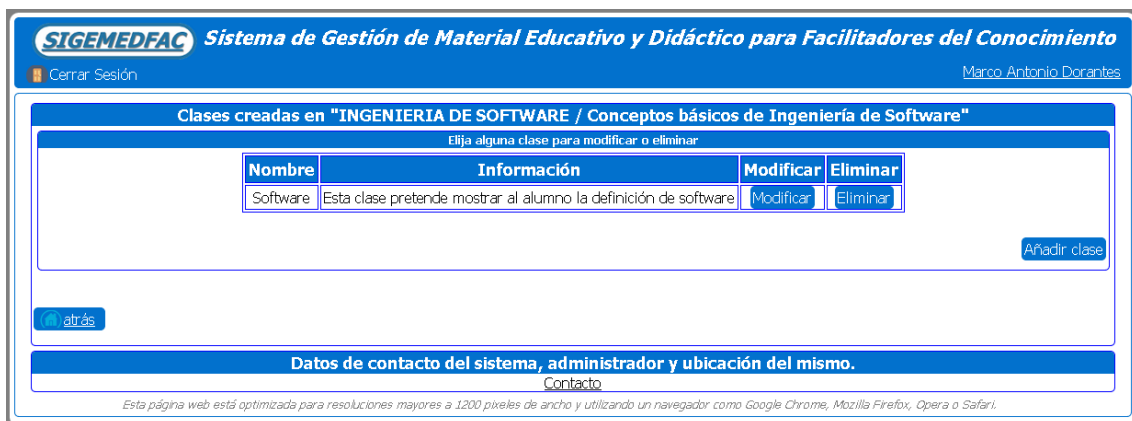 SIGEMEDFAC Sistema de Gestión de Material Educativo y Didáctico para Facilitadores del Conocimiento
Cerrar Sesión Marco Antonio Dorantes
Clases creadas en "INGENIERIA DE SOFTWARE / Conceptos básicos de Ingeniería de Software"
Elija alguna clase para modificar o eliminar
Nombre Información Modificar Eliminar
Software Esta clase pretende mostrar al alumno la definición de software Modificar Eliminar
Añadir clase
atrás
Datos de contacto del sistema, administrador y ubicación del mismo.
Contacto
Esta página web está optimizada para resoluciones mayores a 1200 pixeles de ancho y utilizando un navegador como Google Chrome, Mozilla Firefox, Opera o Safari.